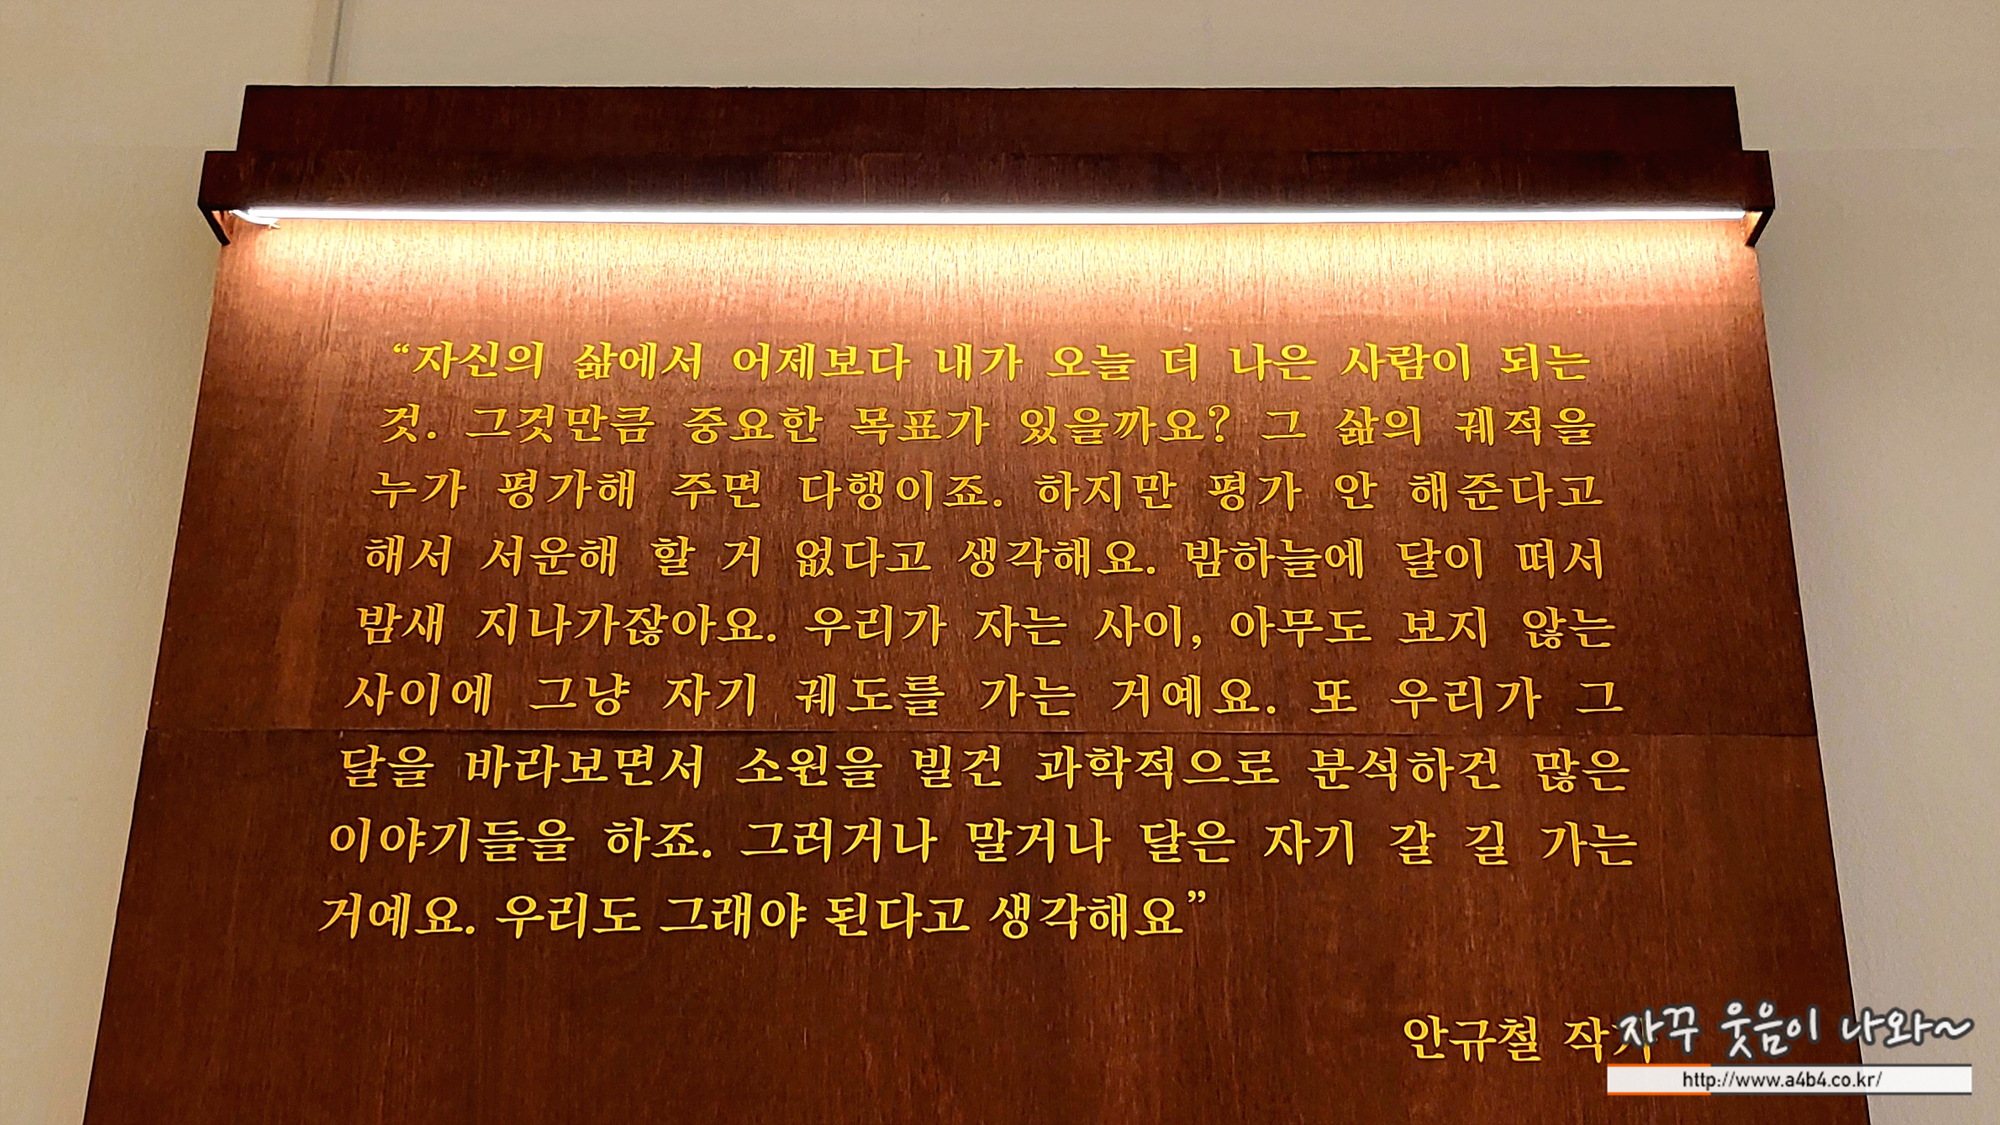 “자신의 삶에서 어제보다 내가 오늘 더 나은 사람이 되는
것. 그것만큼 중요한 목표가 있을까요? 그 삶의 궤적을
누가 평가해 주면 다행이죠. 하지만 평가 안 해준다고
해서 서운해 할 거 없다고 생각해요. 밤하늘에 달이 떠서
밤새 지나가잖아요. 우리가 자는 사이, 아무도 보지 않는
사이에 그냥 자기 궤도를 가는 거예요. 또 우리가 그
달을 바라보면서 소원을 빌건 과학적으로 분석하건 많은
이야기들을 하죠. 그러거나 말거나 달은 자기 갈 길 가는
거예요. 우리도 그래야 된다고 생각해요”
안규철
자꾸 웃음이 나와~
http://www.a4b4.co.kr/